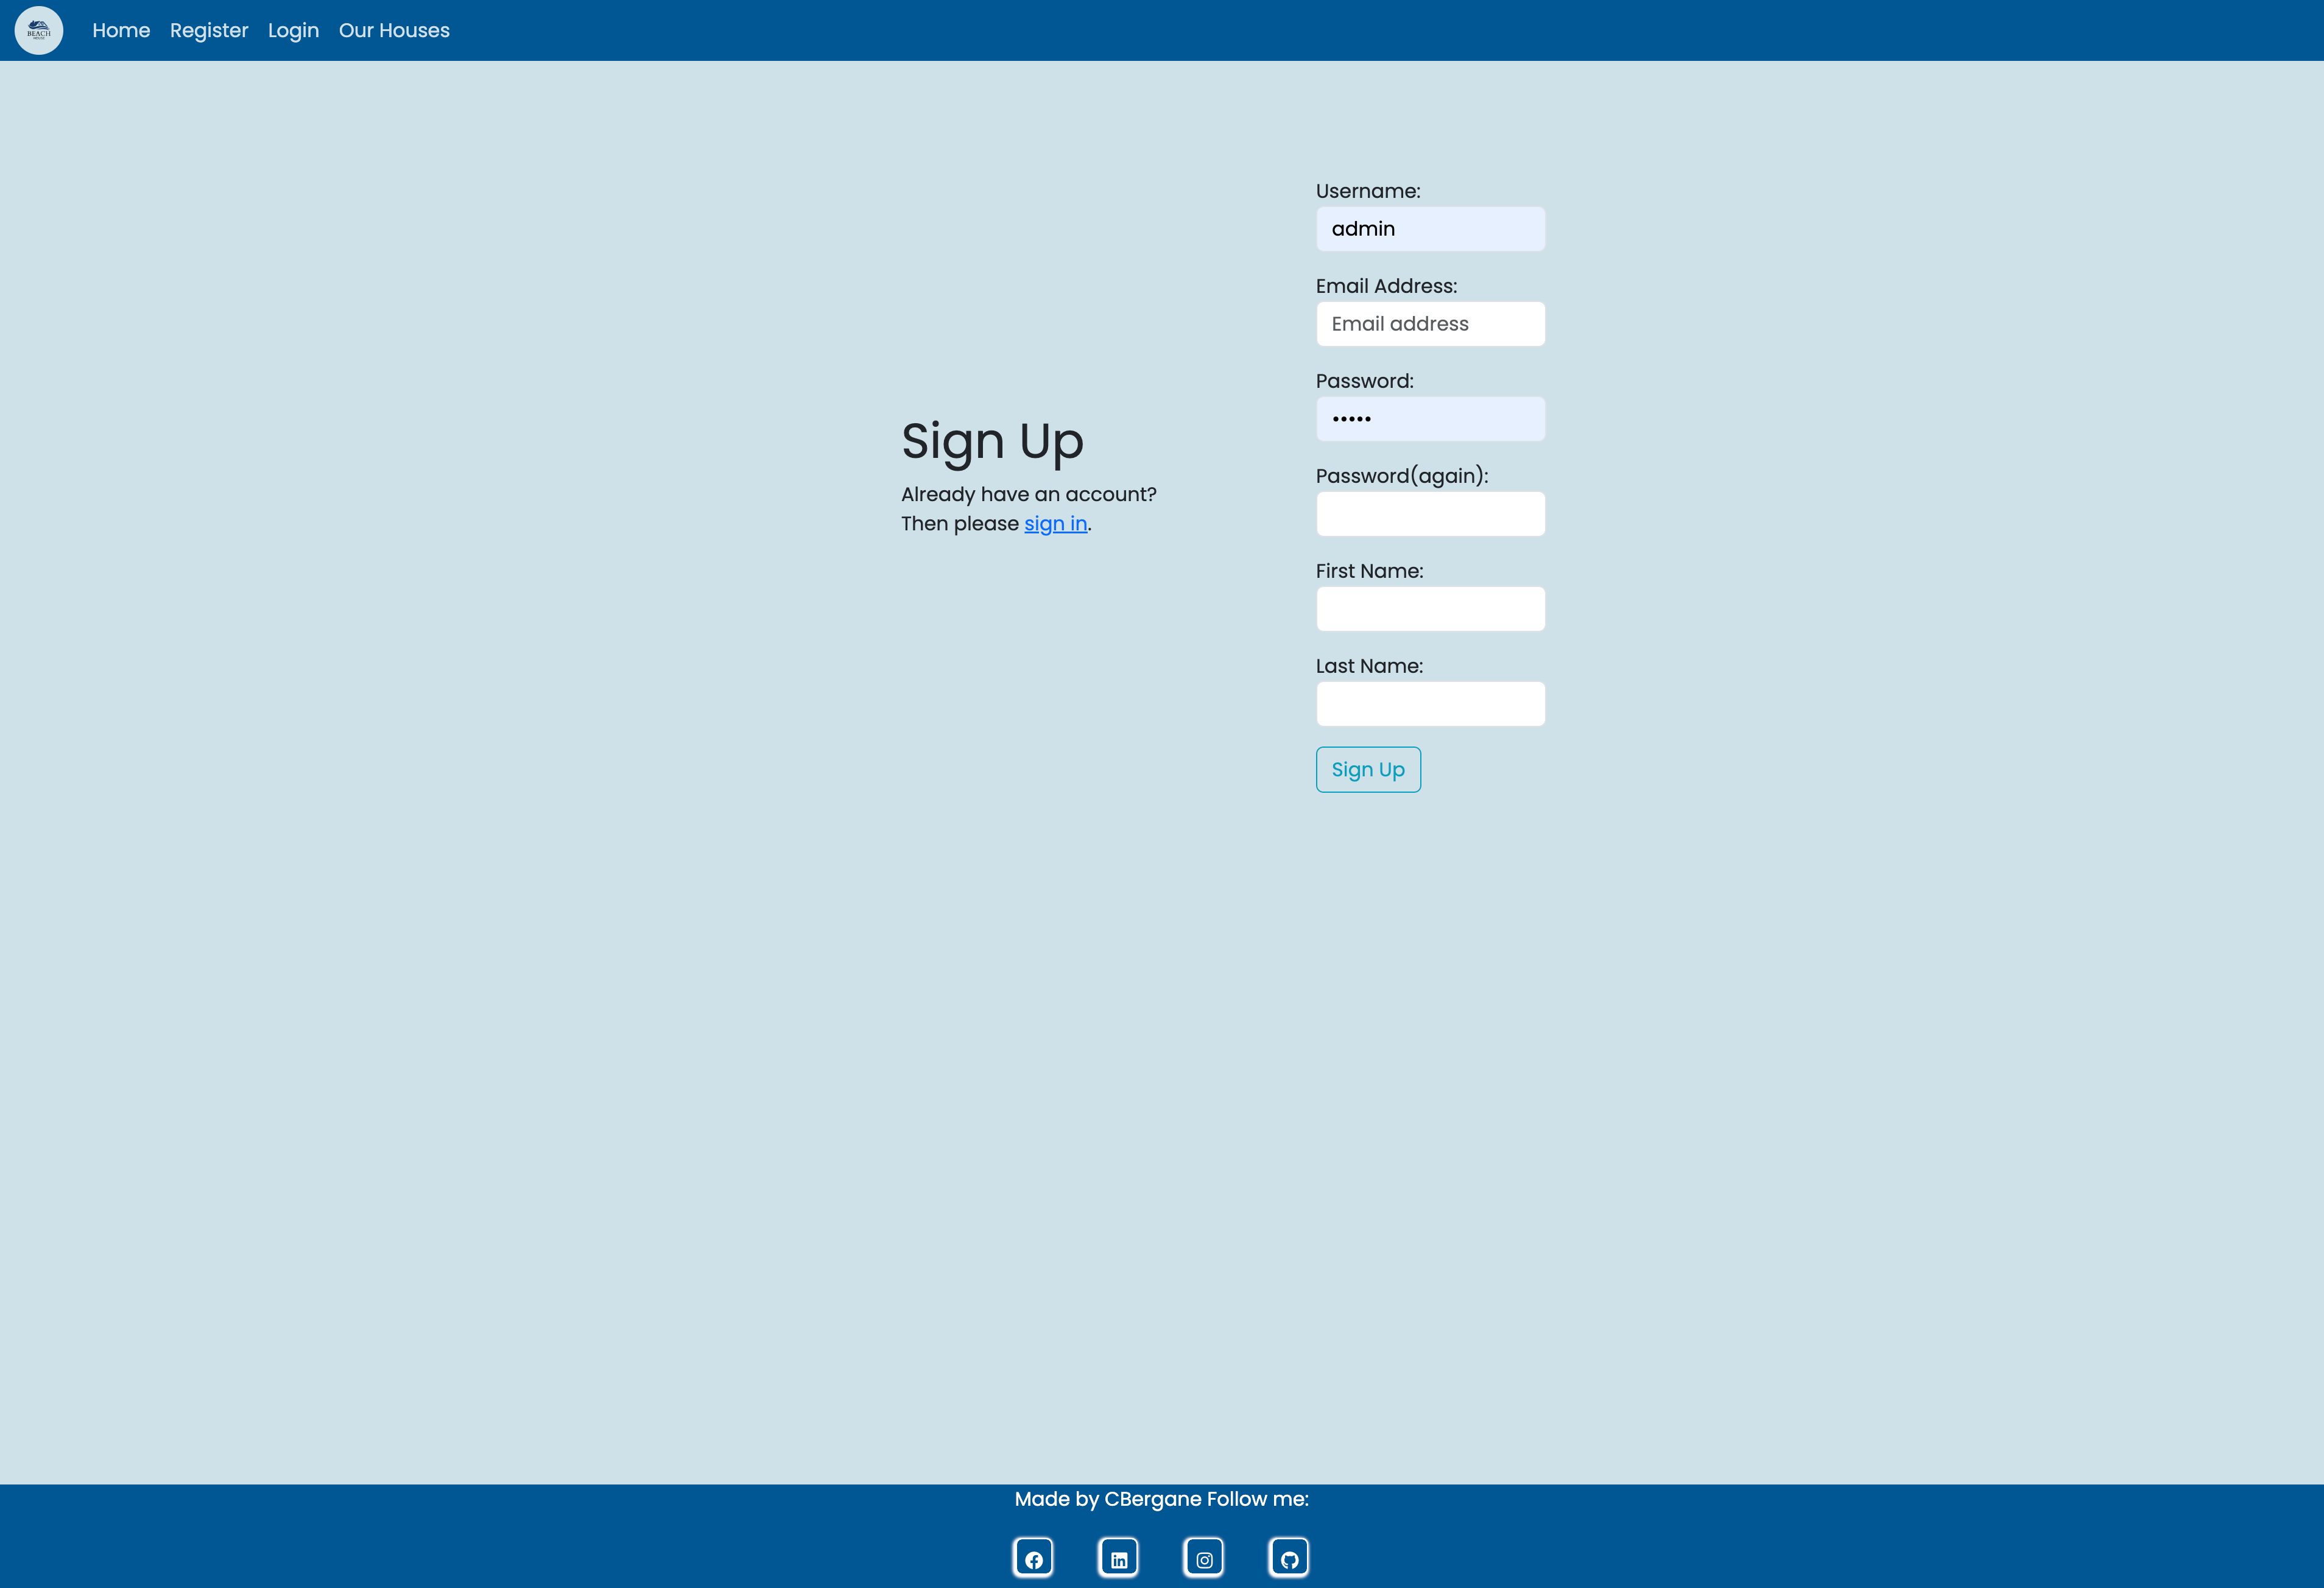 BEACH
HOUSE
Home Register Login Our Houses
Sign Up
Already have an account?
Then please sign in.
Username:
admin
Email Address:
Email address
Password:
•••••
Password(again):
First Name:
Last Name:
Sign Up
Made by CBergane Follow me: